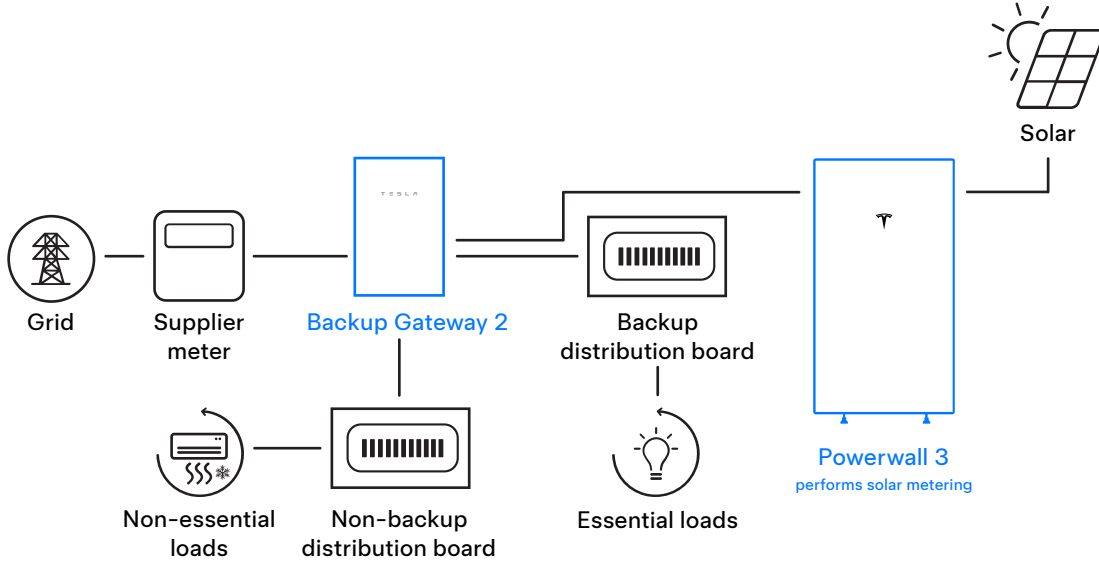 Solar
TESLA
Grid
Supplier
meter
Backup Gateway 2
Backup
distribution board
Powerwall 3
performs solar metering
Non-essential
loads
Non-backup
distribution board
Essential loads